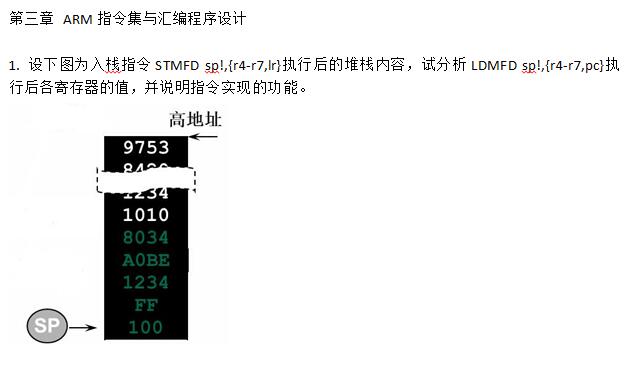 第三章 ARM 指令集与汇编程序设计
1. 设下图为入栈指令 STMFD sp!,{r4-r7,lr}执行后的堆栈内容，试分析 LDMFD sp!,{r4-r7,pc}执
行后各寄存器的值，并说明指令实现的功能。
高地址
9753
1234
1010
8034
A0BE
1234
FF
SP 100